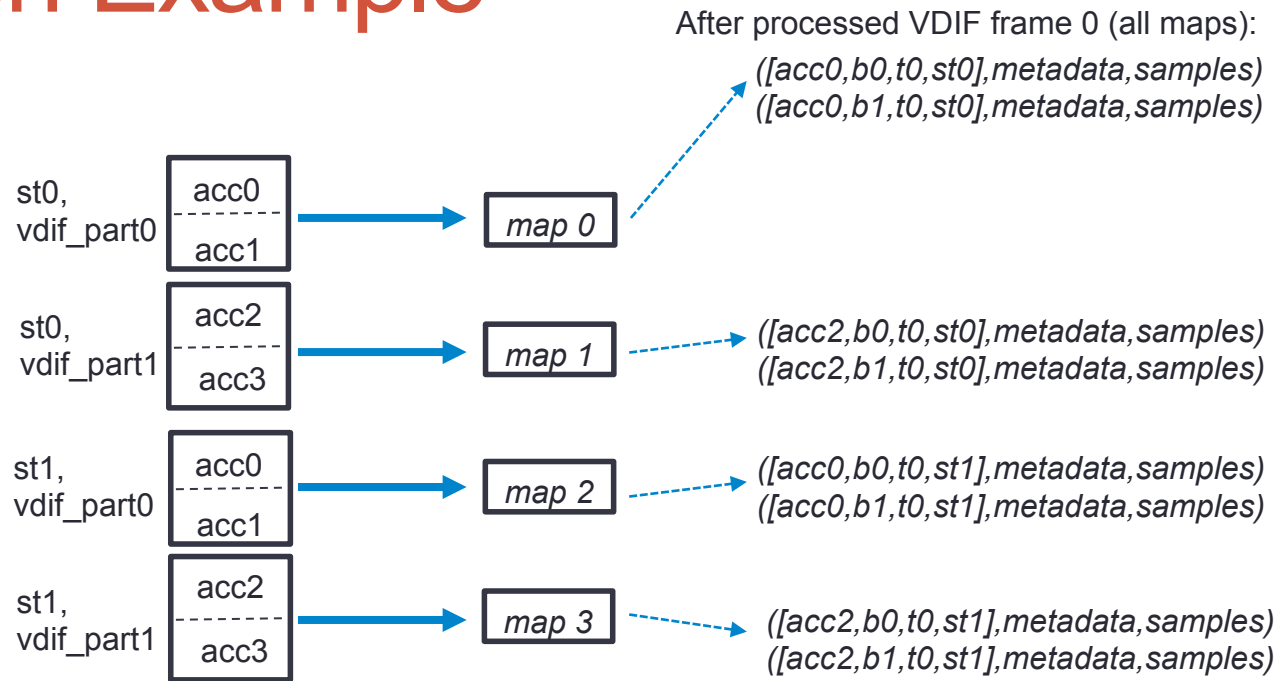 Example
After processed VDIF frame 0 (all maps):
([acc0,b0,t0,st0],metadata,samples)
([acc0,b1,t0,st0],metadata,samples)
st0,
vdif_part0
acc0
acc1
map 0
st0,
vdif_part1
acc2
acc3
map 1
([acc2,b0,t0,st0],metadata,samples)
([acc2,b1,t0,st0],metadata,samples)
st1,
vdif_part0
acc0
acc1
map 2
([acc0,b0,t0,st1],metadata,samples)
([acc0,b1,t0,st1],metadata,samples)
st1,
vdif_part1
acc2
acc3
map 3
([acc2,b0,t0,st1],metadata,samples)
([acc2,b1,t0,st1],metadata,samples)